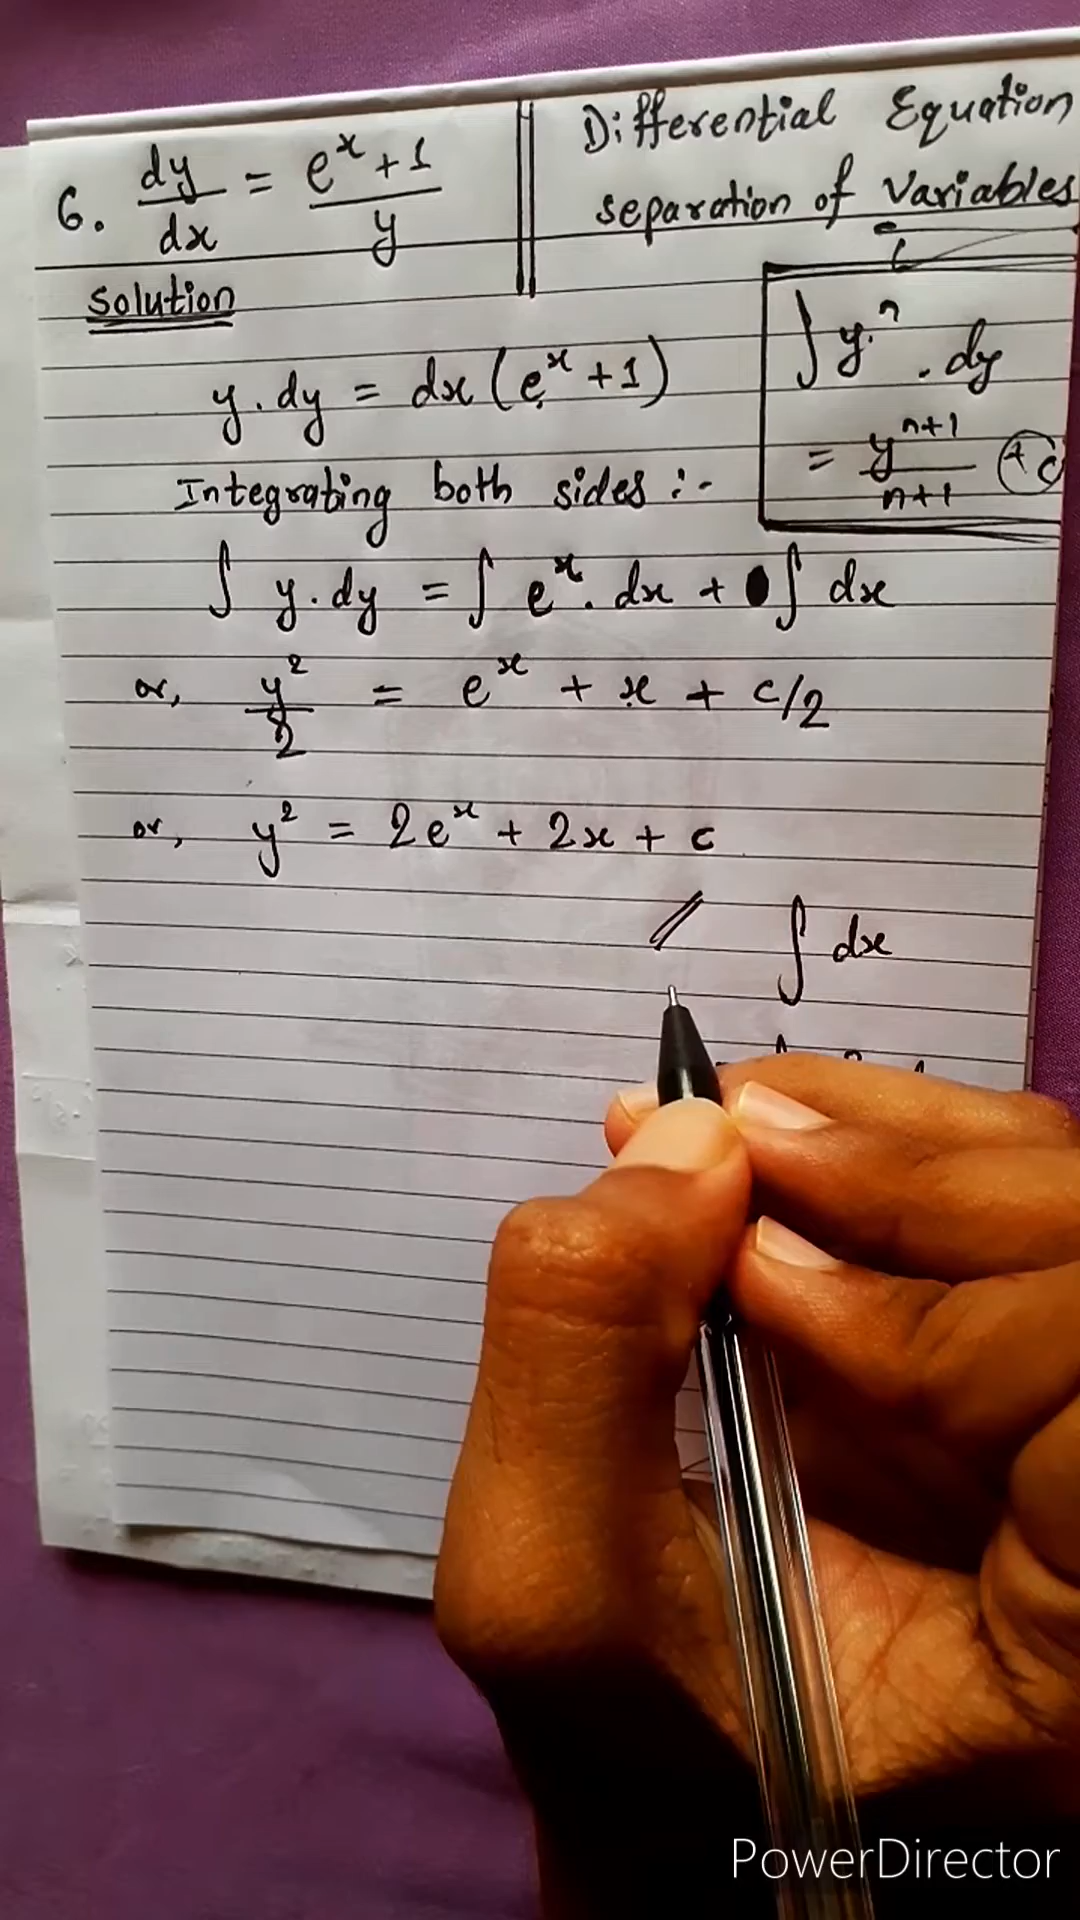 6. dy/dx = e^x + 1 / y
Differential Equation
separation of Variables
solution
y . dy = dx (e^x + 1)
∫ y^n . dy
= y^(n+1) / n+1 + c
Integrating both sides :-
∫ y . dy = ∫ e^x . dx + ∫ dx
or, y^2 / 2 = e^x + x + c/2
or, y^2 = 2e^x + 2x + c
∫ dx
PowerDirector